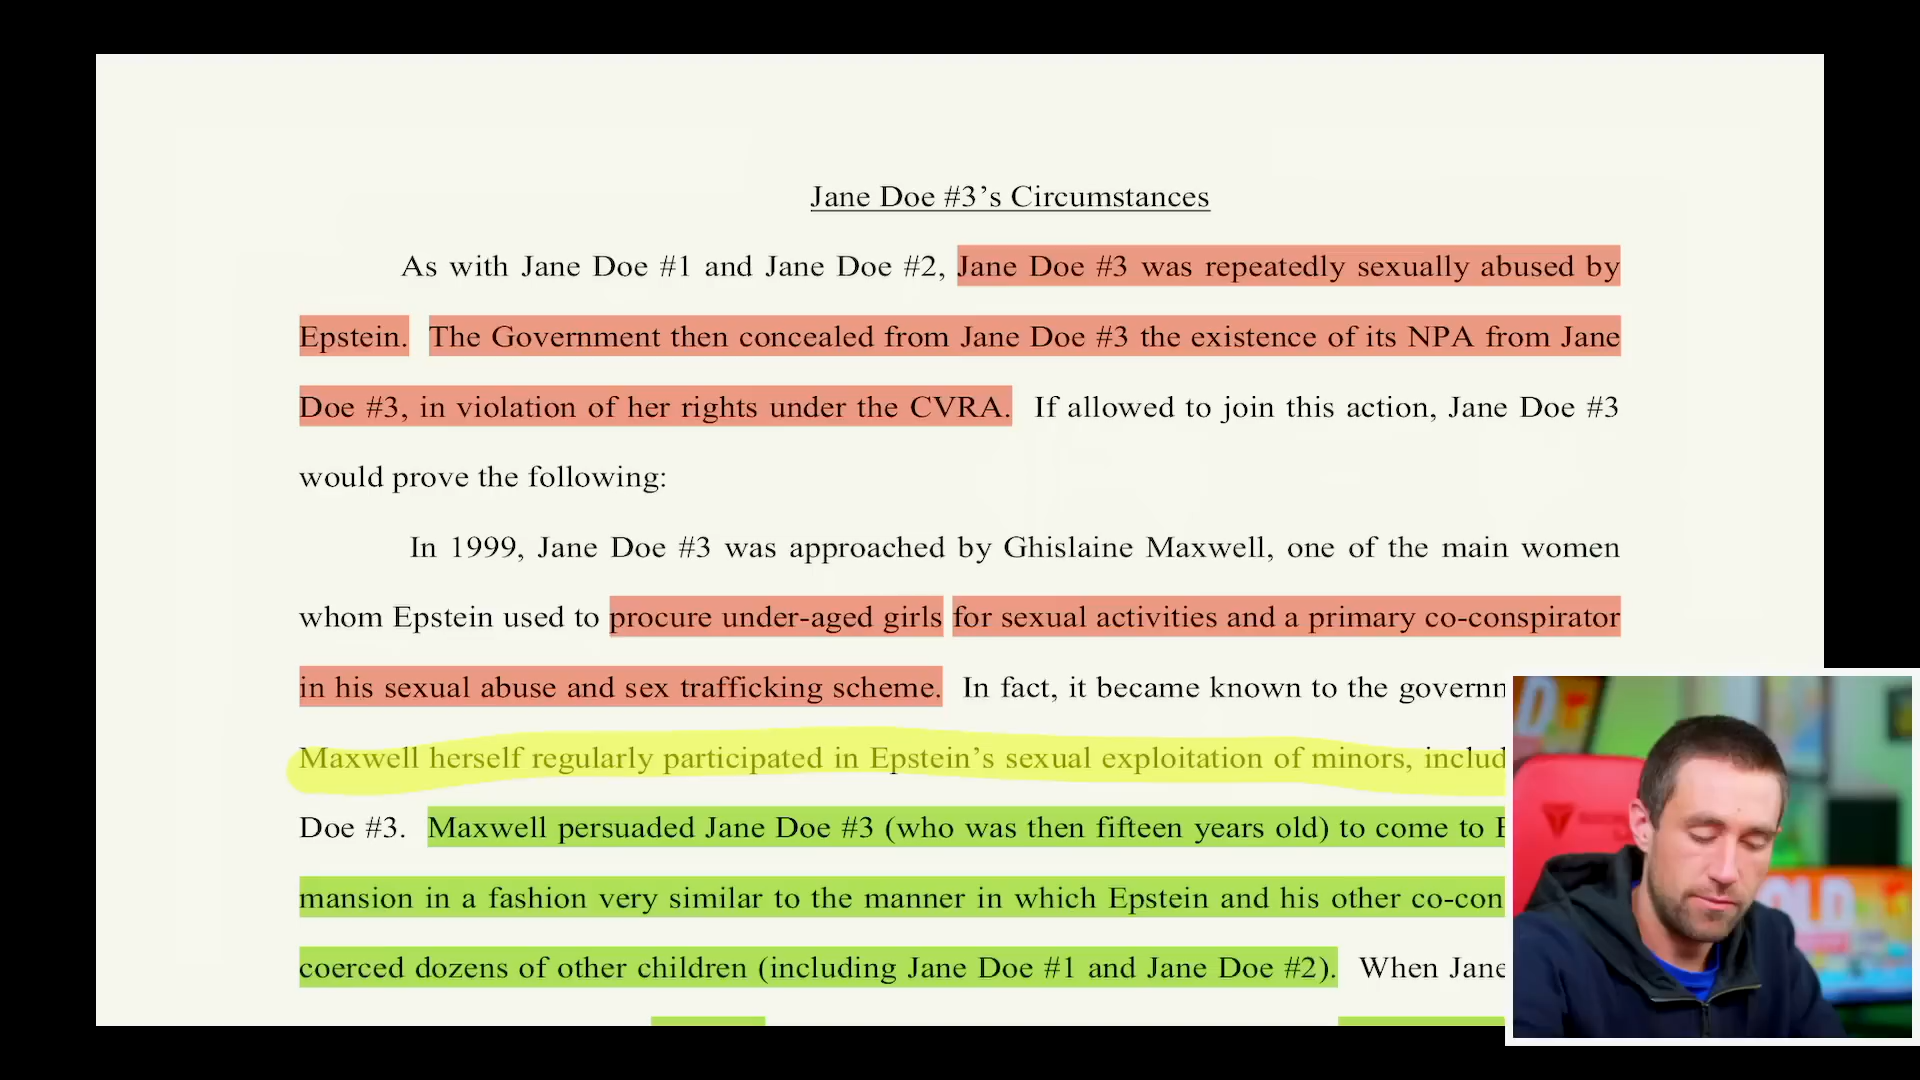 Jane Doe #3’s Circumstances
As with Jane Doe #1 and Jane Doe #2, Jane Doe #3 was repeatedly sexually abused by
Epstein. The Government then concealed from Jane Doe #3 the existence of its NPA from Jane
Doe #3, in violation of her rights under the CVRA. If allowed to join this action, Jane Doe #3
would prove the following:
In 1999, Jane Doe #3 was approached by Ghislaine Maxwell, one of the main women
whom Epstein used to procure under-aged girls for sexual activities and a primary co-conspirator
in his sexual abuse and sex trafficking scheme. In fact, it became known to the governm
Maxwell herself regularly participated in Epstein’s sexual exploitation of minors, includ
Doe #3. Maxwell persuaded Jane Doe #3 (who was then fifteen years old) to come to E
mansion in a fashion very similar to the manner in which Epstein and his other co-con
coerced dozens of other children (including Jane Doe #1 and Jane Doe #2). When Jane
OLD